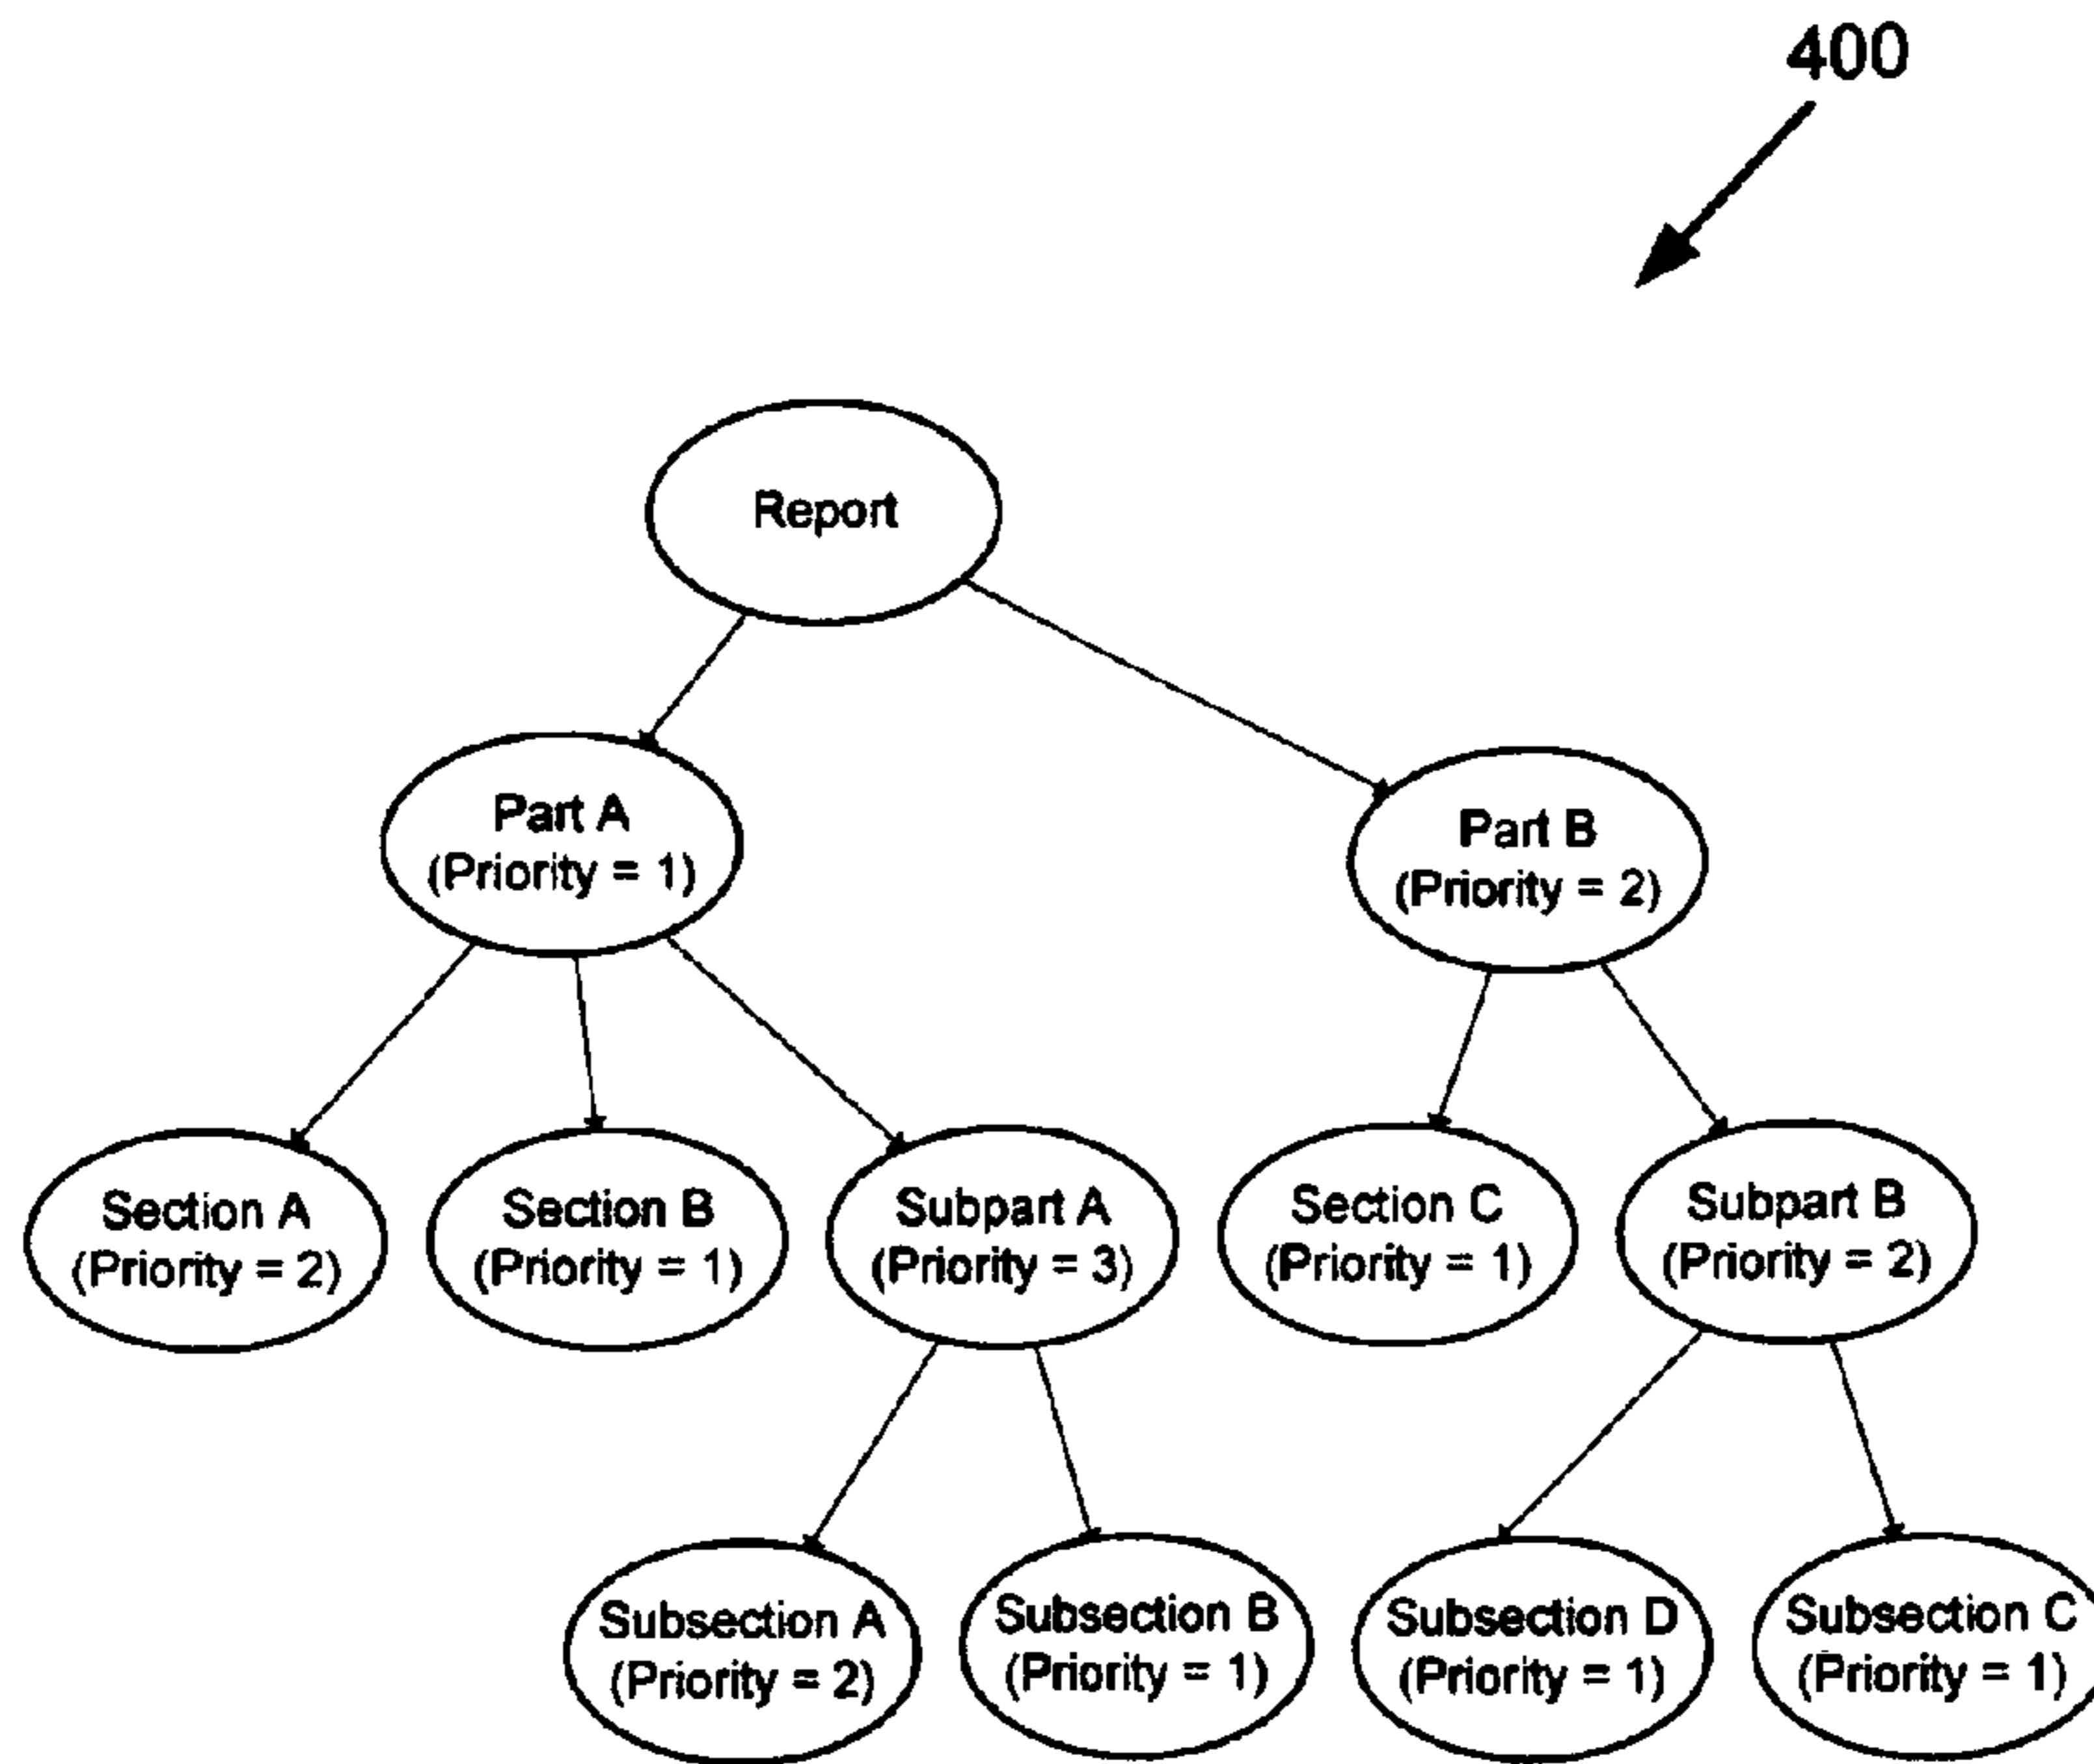 400
Report
Part A
(Priority = 1)
Part B
(Priority = 2)
Section A
(Priority = 2)
Section B
(Priority = 1)
Subpart A
(Priority = 3)
Section C
(Priority = 1)
Subpart B
(Priority = 2)
Subsection A
(Priority = 2)
Subsection B
(Priority = 1)
Subsection D
(Priority = 1)
Subsection C
(Priority = 1)